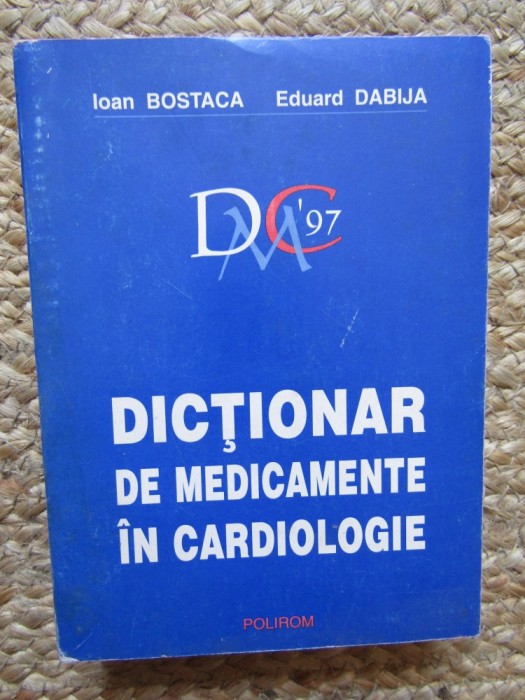 Ioan BOSTACA Eduard DABIJA
DMC'97
DICȚIONAR
DE MEDICAMENTE
ÎN CARDIOLOGIE
POLIROM